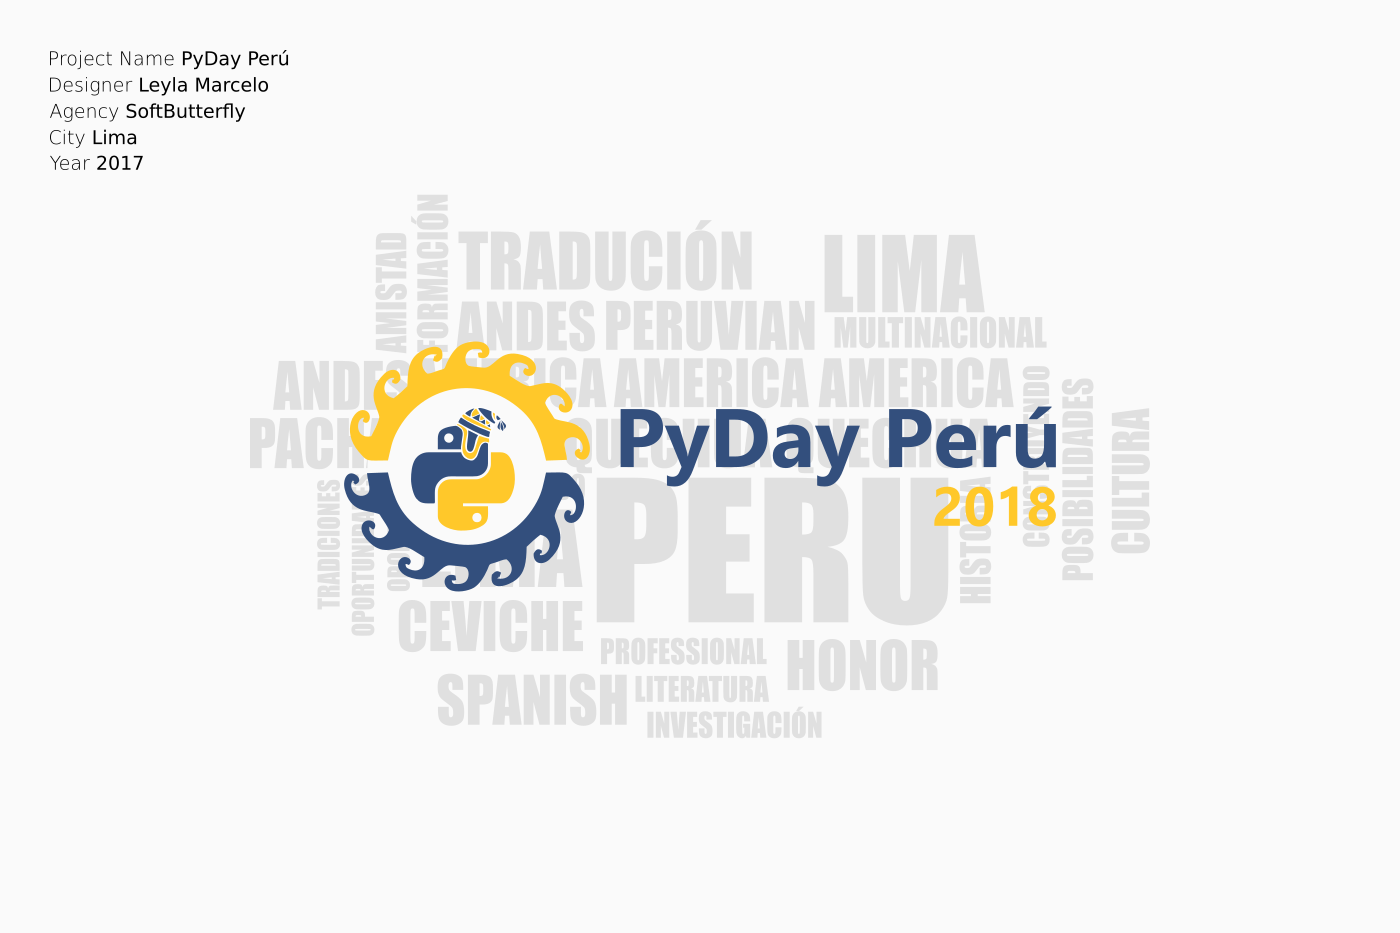 Project Name PyDay Perú
Designer Leyla Marcelo
Agency SoftButterfly
City Lima
Year 2017
AMISTAD
FORMACIÓN
TRADUCIÓN
LIMA
ANDES PERUVIAN
MULTINACIONAL
AMERICA AMERICA
POSIBILIDADES
CULTURA
PyDay Perú
2018
TRADICIONES
PERU
CEVICHE
PROFESSIONAL
HONOR
SPANISH
LITERATURA
INVESTIGACIÓN